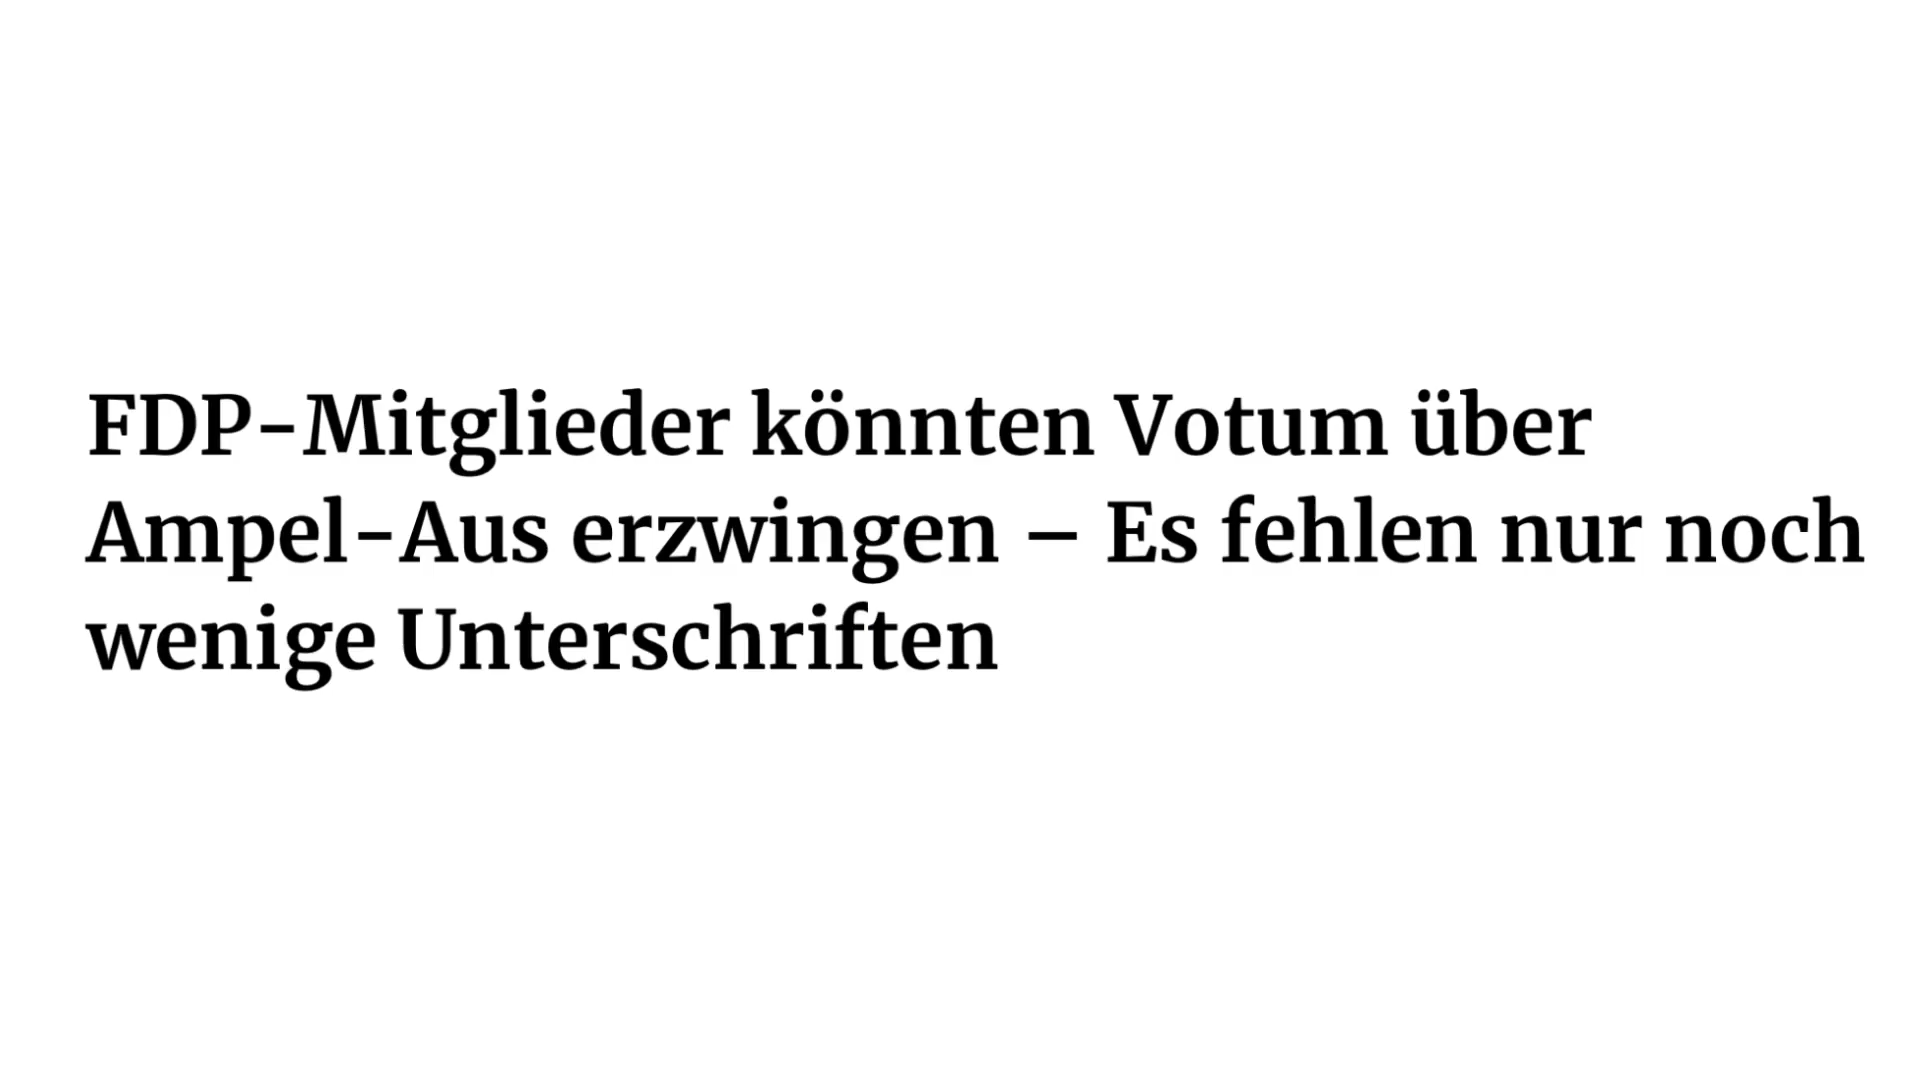 FDP-Mitglieder könnten Votum über
Ampel-Aus erzwingen – Es fehlen nur noch
wenige Unterschriften